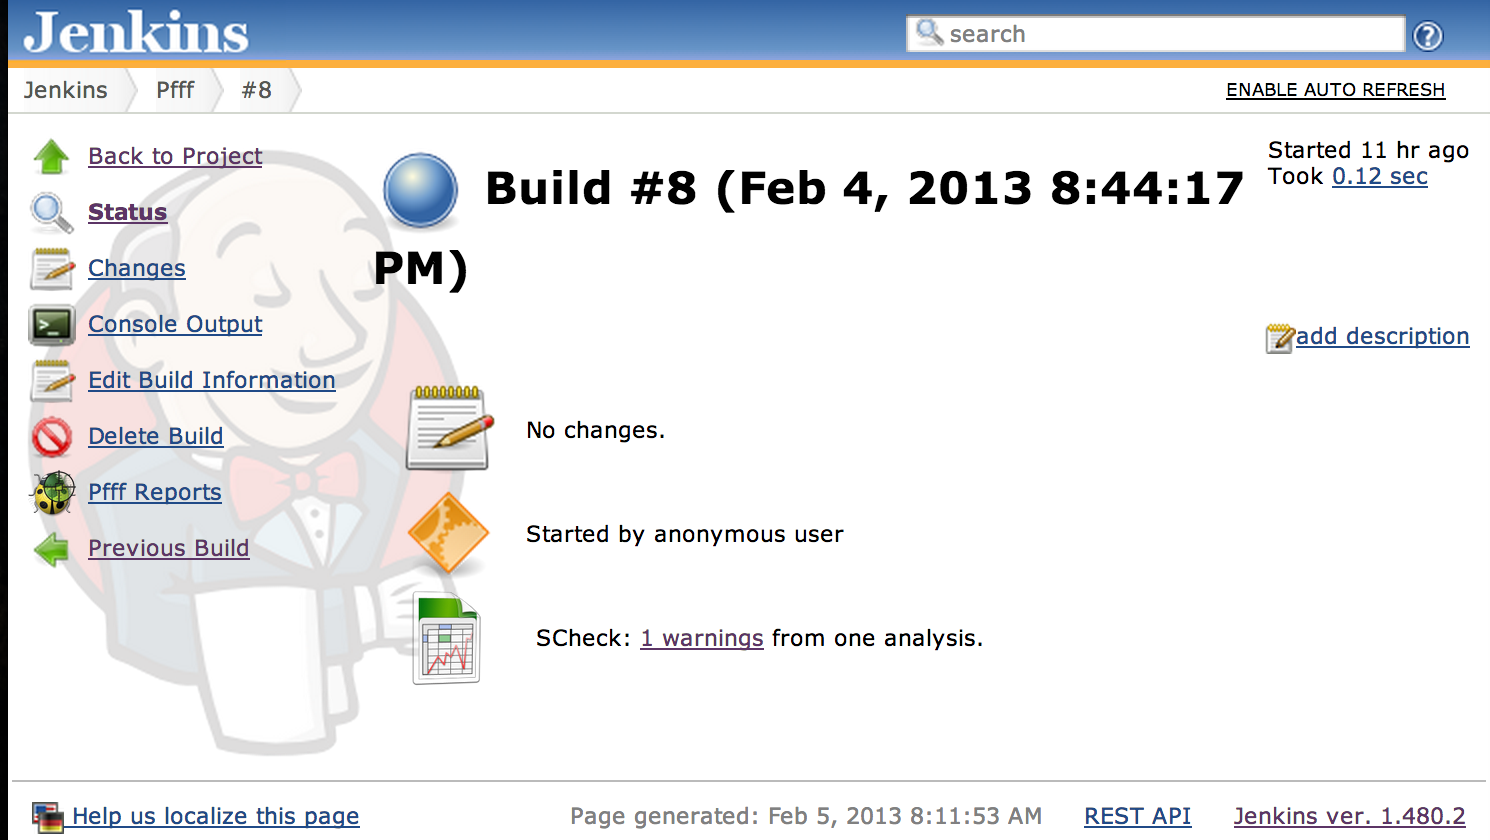 Jenkins
search
Jenkins Pfff #8
ENABLE AUTO REFRESH
Back to Project
Status
Changes
Console Output
Edit Build Information
Delete Build
Pfff Reports
Previous Build
Build #8 (Feb 4, 2013 8:44:17
PM)
Started 11 hr ago
Took 0.12 sec
add description
No changes.
Started by anonymous user
SCheck: 1 warnings from one analysis.
Help us localize this page
Page generated: Feb 5, 2013 8:11:53 AM
REST API
Jenkins ver. 1.480.2